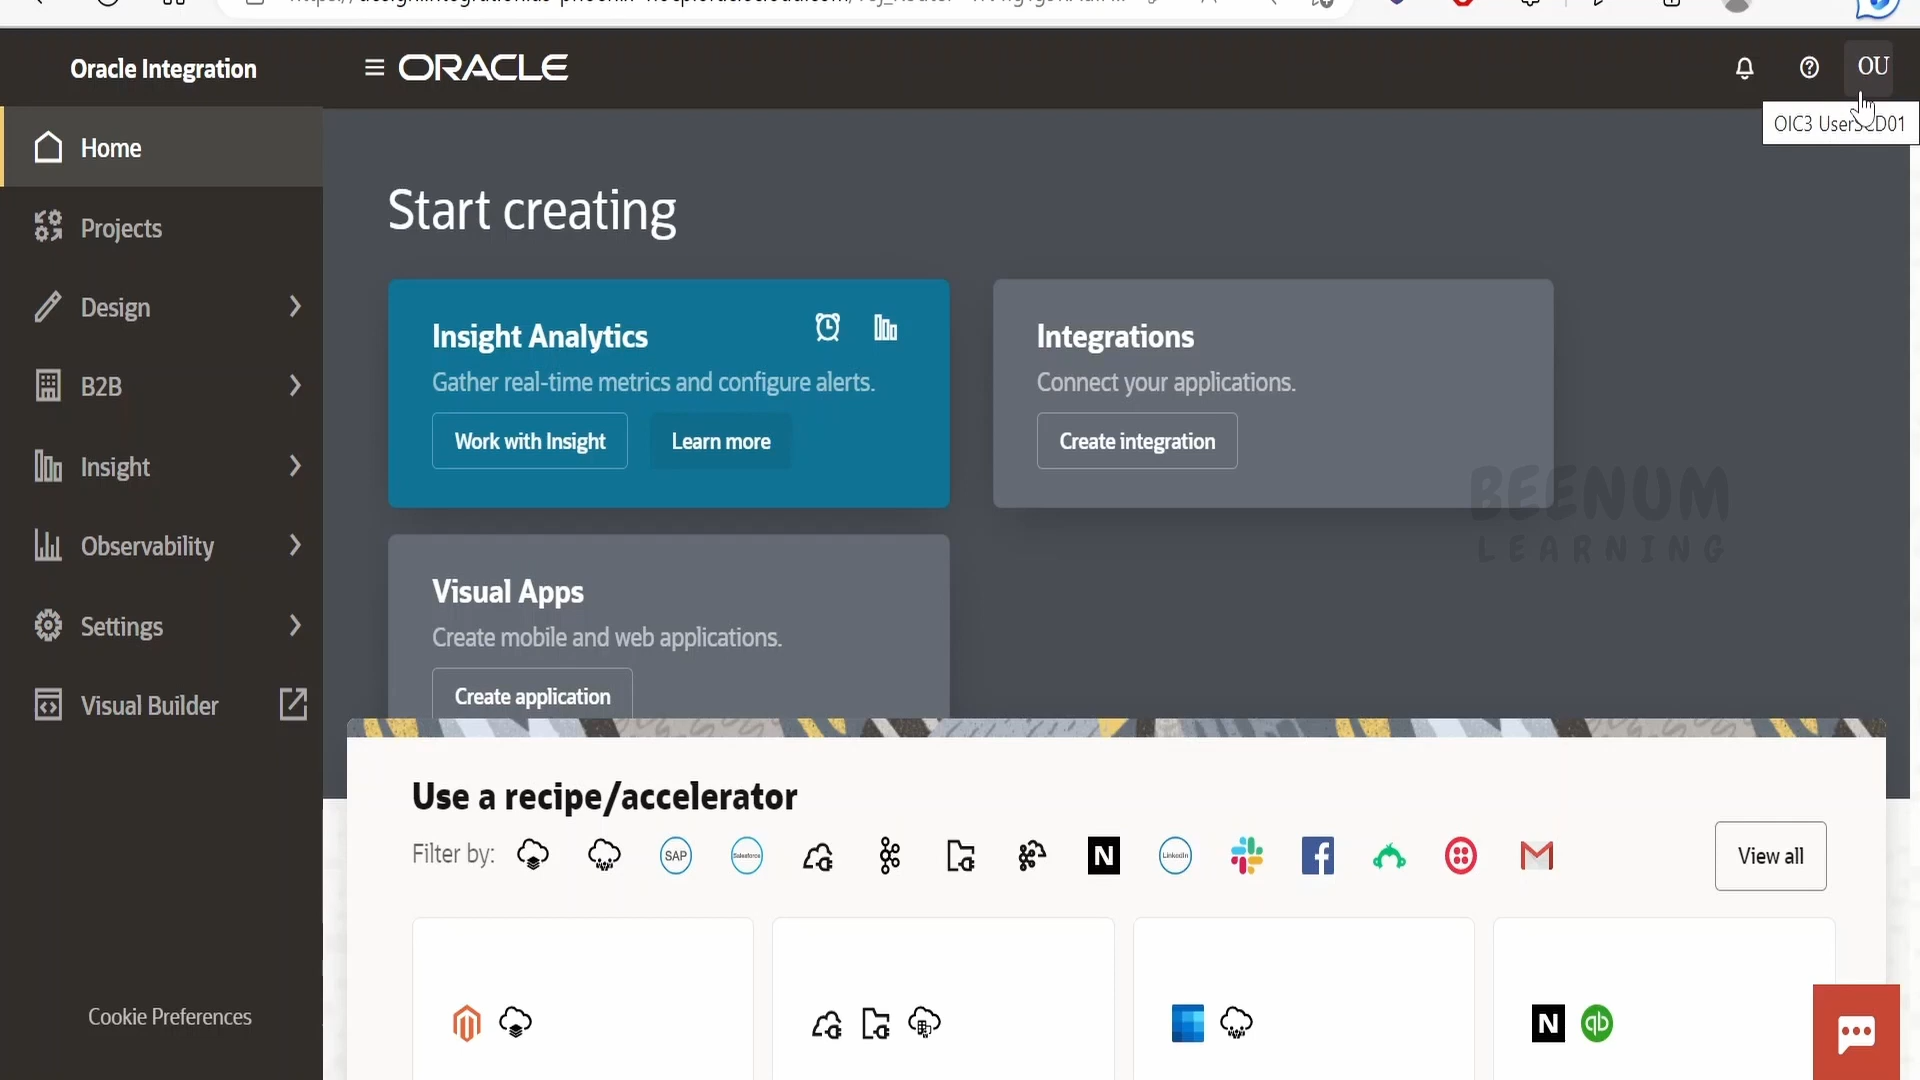 Oracle Integration
ORACLE
OU
OIC3 User
D01
Home
Projects
Design
B2B
Insight
Observability
Settings
Visual Builder
Cookie Preferences
Start creating
Insight Analytics
Gather real-time metrics and configure alerts.
Work with Insight
Learn more
Integrations
Connect your applications.
Create integration
BEENUM
LEARNING
Visual Apps
Create mobile and web applications.
Create application
Use a recipe/accelerator
Filter by:
SAP
Salesforce
N
LinkedIn
View all
N
qb